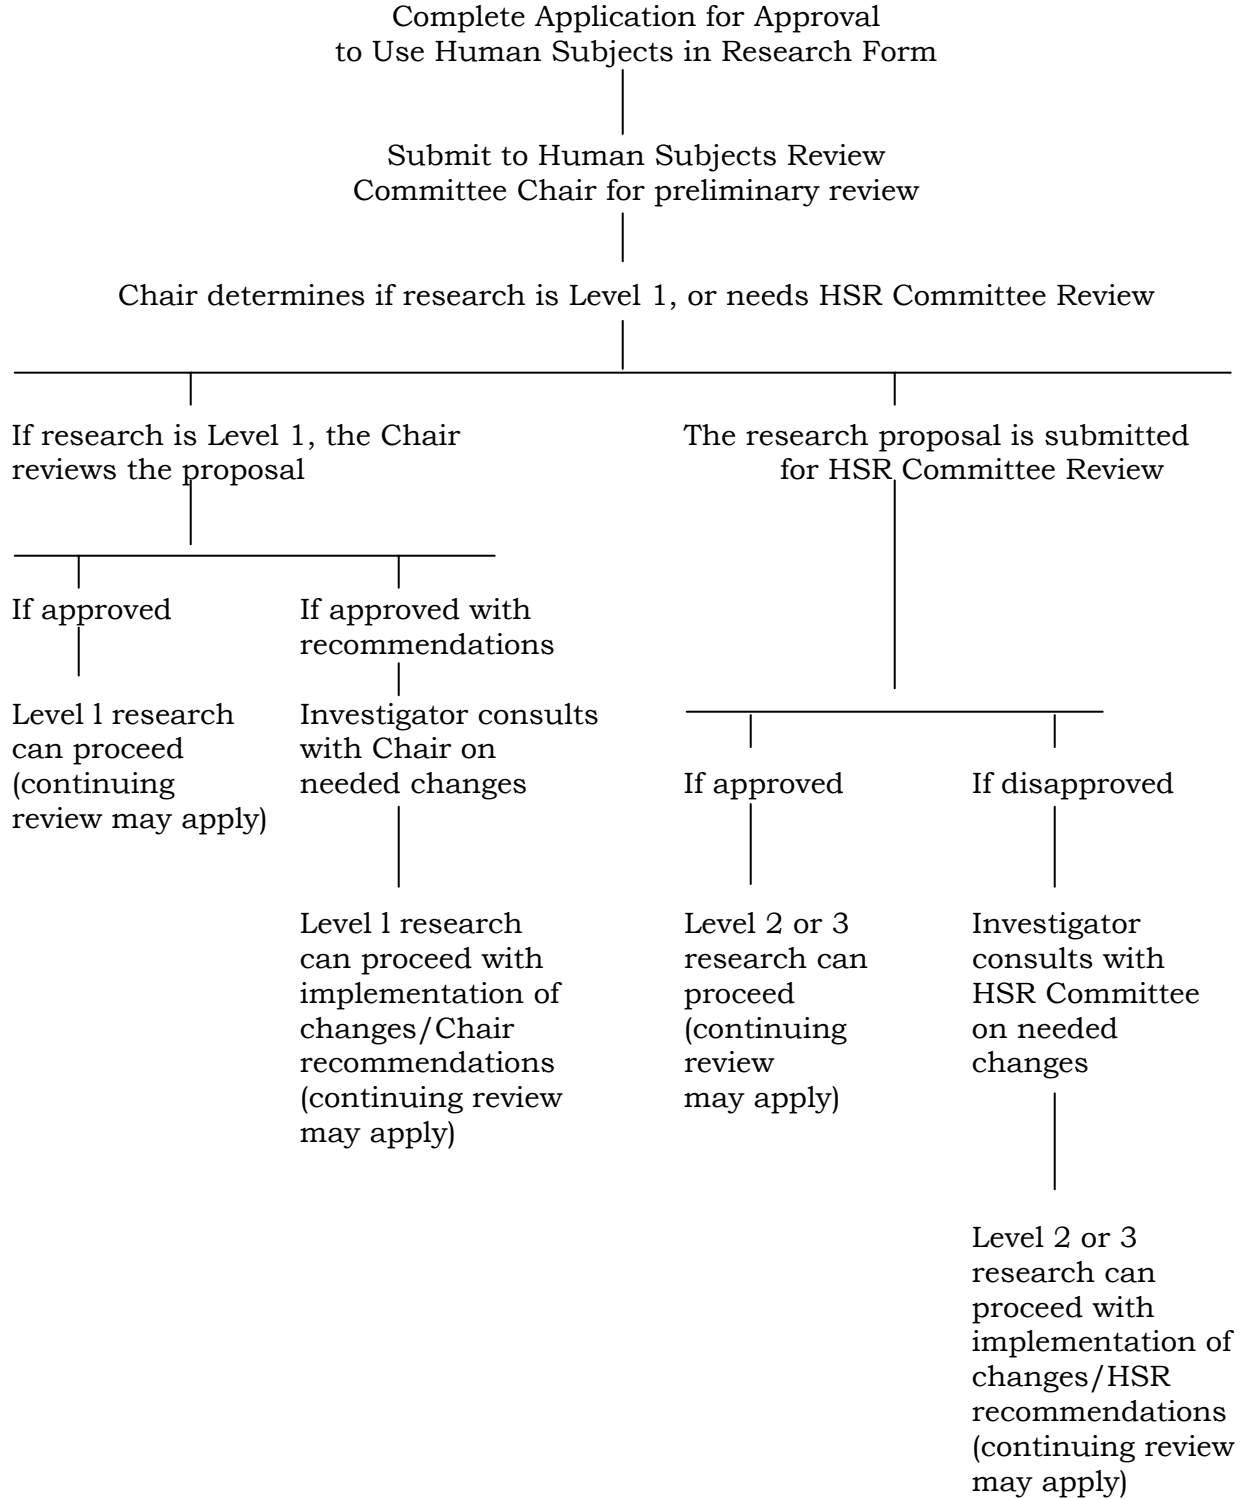 Complete Application for Approval
to Use Human Subjects in Research Form
Submit to Human Subjects Review
Committee Chair for preliminary review
Chair determines if research is Level 1, or needs HSR Committee Review
If research is Level 1, the Chair
reviews the proposal
The research proposal is submitted
for HSR Committee Review
If approved
If approved with
recommendations
Level l research
can proceed
(continuing
review may apply)
Investigator consults
with Chair on
needed changes
Level l research
can proceed with
implementation of
changes/Chair
recommendations
(continuing review
may apply)
If approved
If disapproved
Level 2 or 3
research can
proceed
(continuing
review
may apply)
Investigator
consults with
HSR Committee
on needed
changes
Level 2 or 3
research can
proceed with
implementation of
changes/HSR
recommendations
(continuing review
may apply)